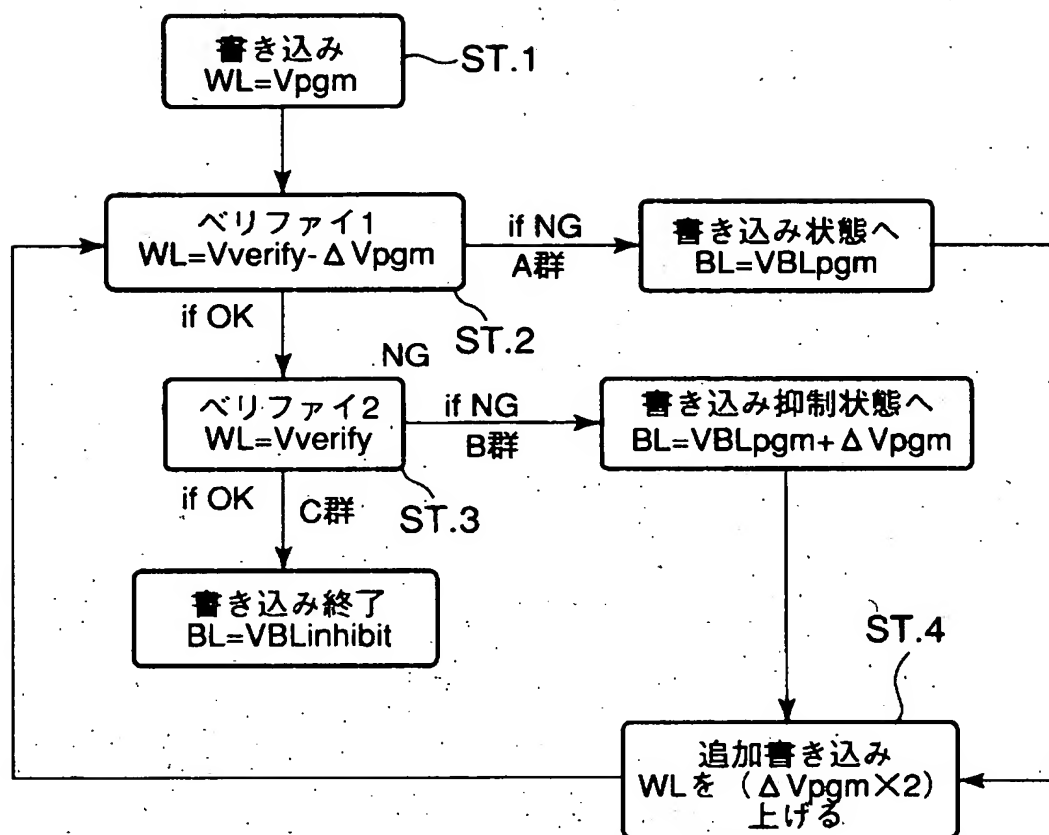 書き込み
WL=Vpgm
ST.1
ベリファイ1
WL=Vverify-ΔVpgm
if NG
A群
書き込み状態へ
BL=VBLpgm
if OK
ST.2
NG
ベリファイ2
WL=Vverify
if NG
B群
書き込み抑制状態へ
BL=VBLpgm+ΔVpgm
if OK
C群
ST.3
書き込み終了
BL=VBLinhibit
ST.4
追加書き込み
WLを(ΔVpgm×2)
上げる